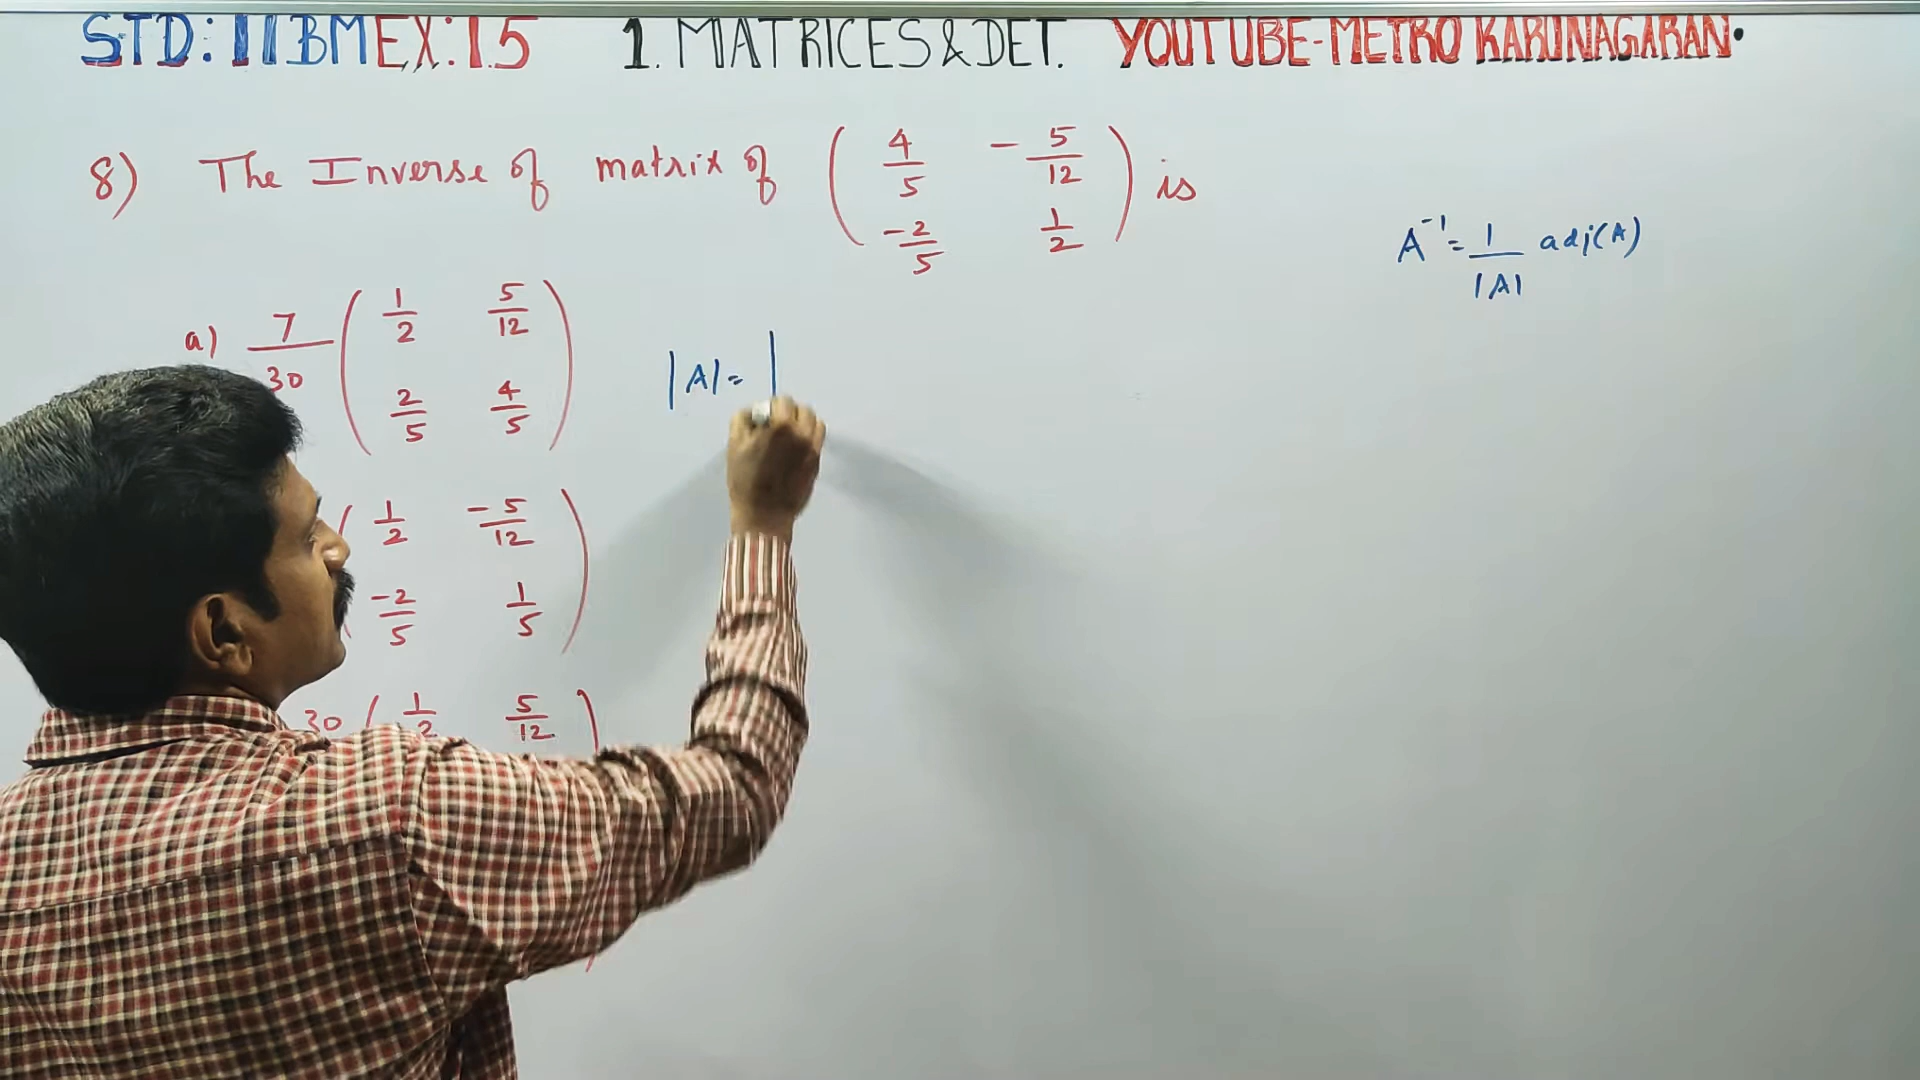 STD: 11BM EX: 1.5 1. MATRICES & DET. YOUTUBE-METRO KARUNAGARAN.
8) The Inverse of matrix of ( 4/5 -5/12 ) is
( -2/5 1/2 )
A^-1 = 1/|A| adj(A)
a) 7/30 ( 1/2 5/12 )
( 2/5 4/5 )
|A| = |
( 1/2 -5/12 )
( -2/5 1/5 )
30 ( 1/2 5/12 )